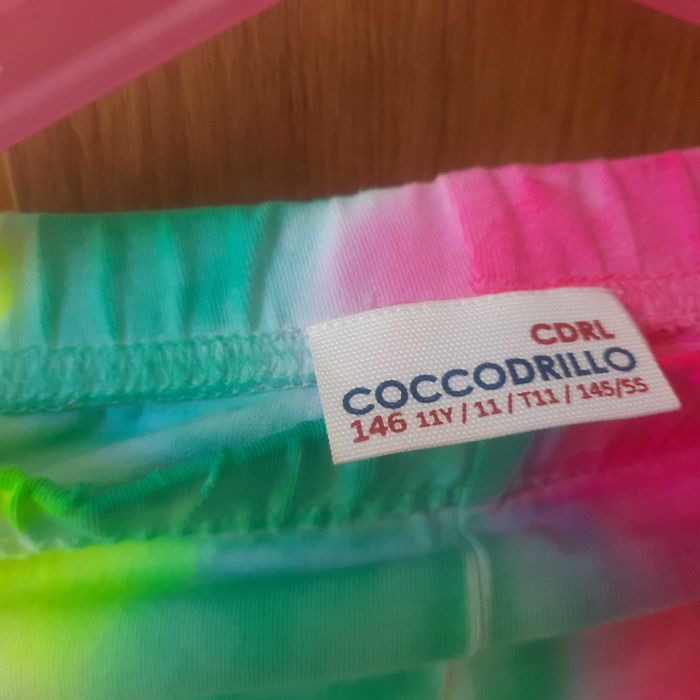 CDRL
COCCODRILLO
146 11Y / 11 / T11 / 145/55